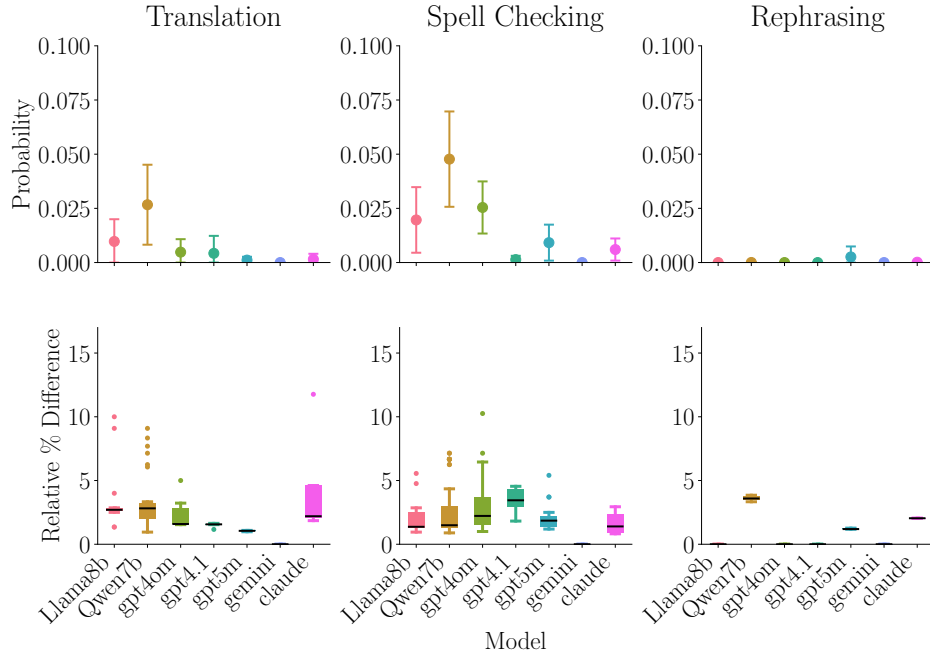 Translation Spell Checking Rephrasing
Probability
0.100 0.100 0.100
0.075 0.075 0.075
0.050 0.050 0.050
0.025 0.025 0.025
0.000 0.000 0.000
Relative % Difference
15 15 15
10 10 10
5 5 5
0 0 0
Llama8b Qwen7b gpt4om gpt4.1 gpt5m gemini claude Llama8b Qwen7b gpt4om gpt4.1 gpt5m gemini claude Llama8b Qwen7b gpt4om gpt4.1 gpt5m gemini claude
Model